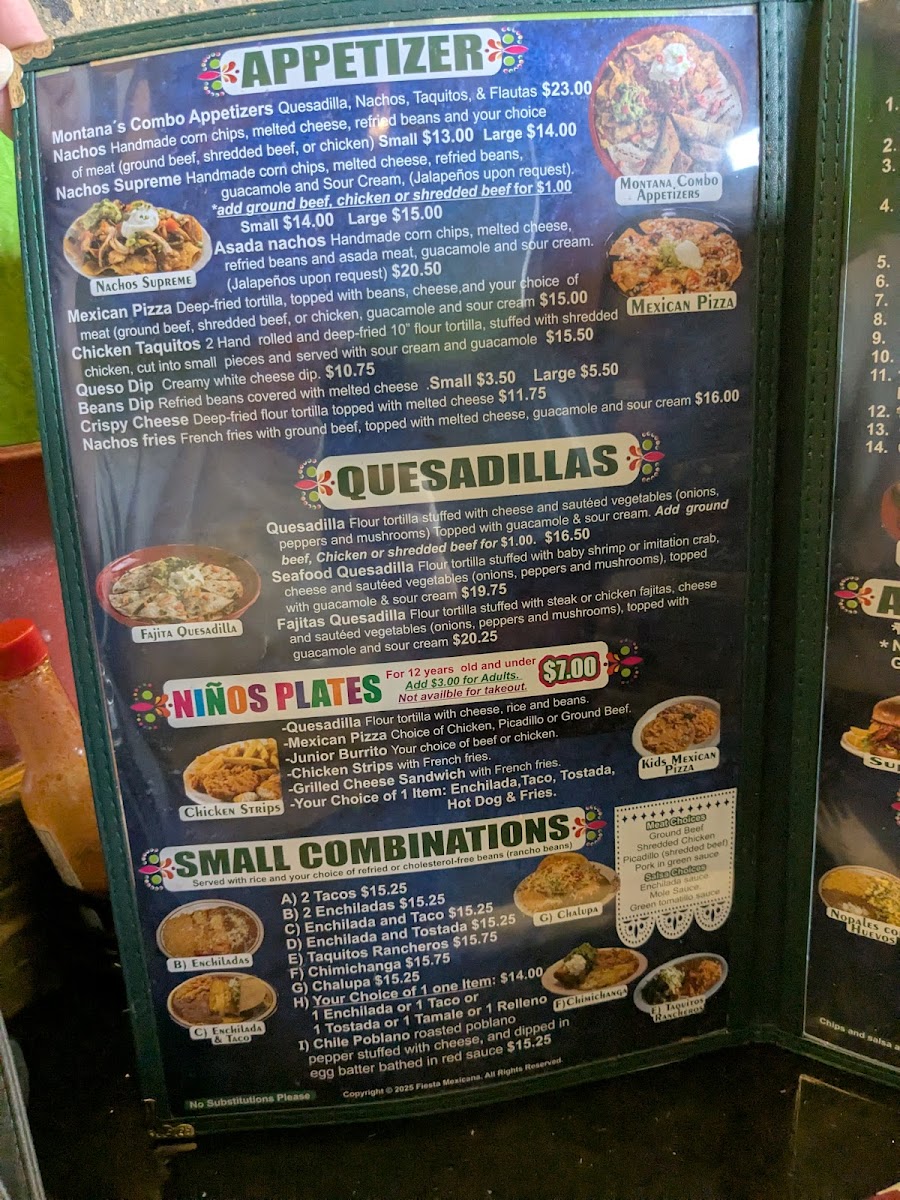 APPETIZER
Montana´s Combo Appetizers Quesadilla, Nachos, Taquitos, & Flautas $23.00
Nachos Handmade corn chips, melted cheese, refried beans and your choice
of meat (ground beef, shredded beef, or chicken) Small $13.00 Large $14.00
Nachos Supreme Handmade corn chips, melted cheese, refried beans,
guacamole and Sour Cream, (Jalapeños upon request).
*add ground beef, chicken or shredded beef for $1.00
Small $14.00 Large $15.00
Asada nachos Handmade corn chips, melted cheese,
refried beans and asada meat, guacamole and sour cream.
(Jalapeños upon request) $20.50
Mexican Pizza Deep-fried tortilla, topped with beans, cheese,and your choice of
meat (ground beef, shredded beef, or chicken, guacamole and sour cream $15.00
Chicken Taquitos 2 Hand rolled and deep-fried 10" flour tortilla, stuffed with shredded
chicken, cut into small pieces and served with sour cream and guacamole $15.50
Queso Dip Creamy white cheese dip. $10.75
Beans Dip Refried beans covered with melted cheese .Small $3.50 Large $5.50
Crispy Cheese Deep-fried flour tortilla topped with melted cheese $11.75
Nachos fries French fries with ground beef, topped with melted cheese, guacamole and sour cream $16.00
MONTANA COMBO
APPETIZERS
NACHOS SUPREME
MEXICAN PIZZA
QUESADILLAS
Quesadilla Flour tortilla stuffed with cheese and sautéed vegetables (onions,
peppers and mushrooms) Topped with guacamole & sour cream. Add ground
beef, Chicken or shredded beef for $1.00. $16.50
Seafood Quesadilla Flour tortilla stuffed with baby shrimp or imitation crab,
cheese and sautéed vegetables (onions, peppers and mushrooms), topped
with guacamole & sour cream $19.75
Fajitas Quesadilla Flour tortilla stuffed with steak or chicken fajitas, cheese
and sautéed vegetables (onions, peppers and mushrooms), topped with
guacamole and sour cream $20.25
FAJITA QUESADILLA
NIÑOS PLATES
For 12 years old and under
Add $3.00 for Adults.
Not availble for takeout.
$7.00
-Quesadilla Flour tortilla with cheese, rice and beans.
-Mexican Pizza Choice of Chicken, Picadillo or Ground Beef.
-Junior Burrito Your choice of beef or chicken.
-Chicken Strips with French fries.
-Grilled Cheese Sandwich with French fries.
-Your Choice of 1 Item: Enchilada,Taco, Tostada,
Hot Dog & Fries.
CHICKEN STRIPS
KIDS MEXICAN
PIZZA
SMALL COMBINATIONS
Served with rice and your choice of refried or cholesterol-free beans (rancho beans)
A) 2 Tacos $15.25
B) 2 Enchiladas $15.25
C) Enchilada and Taco $15.25
D) Enchilada and Tostada $15.25
E) Taquitos Rancheros $15.75
F) Chimichanga $15.75
G) Chalupa $15.25
H) Your Choice of 1 one Item: $14.00
1 Enchilada or 1 Taco or
1 Tostada or 1 Tamale or 1 Relleno
I) Chile Poblano roasted poblano
pepper stuffed with cheese, and dipped in
egg batter bathed in red sauce $15.25
B) ENCHILADAS
C) ENCHILADA
& TACO
G) CHALUPA
F)CHIMICHANGA
E) TAQUITOS
RANCHEROS
Meat Choices
Ground Beef
Shredded Chicken
Picadillo (shredded beef)
Pork in green sauce
Salsa Choices
Enchilada sauce
Mole Sauce.
Green tomatillo sauce
No Substitutions Please
Copyright © 2025 Fiesta Mexicana. All Rights Reserved.
1.
2.
3.
4.
5.
6.
7.
8.
9.
10.
11.
12.
13.
14.
NOPALES CO
HUEVOS
Chips and salsa a